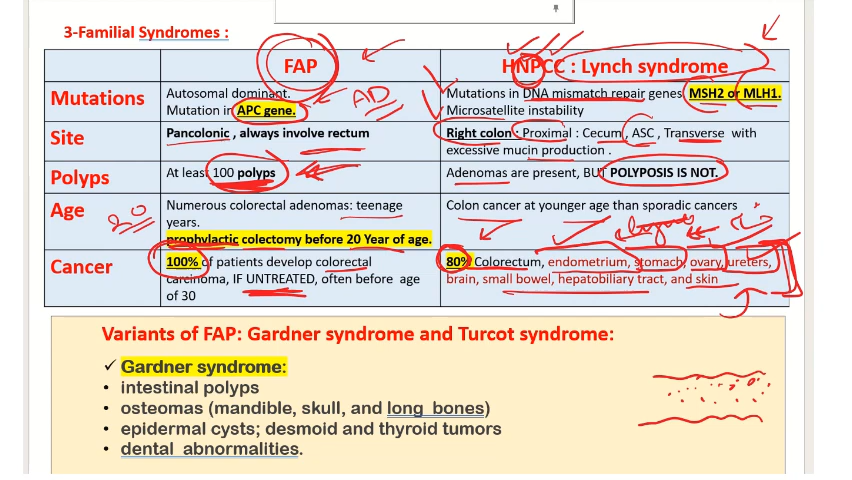 3-Familial Syndromes :
FAP
HNPCC : Lynch syndrome
Mutations
Autosomal dominant.
Mutation in APC gene.
AD
Mutations in DNA mismatch repair genes MSH2 or MLH1.
Microsatellite instability
Site
Pancolonic , always involve rectum
Right colon : Proximal : Cecum , ASC , Transverse with
excessive mucin production .
Polyps
At least 100 polyps
Adenomas are present, BUT POLYPOSIS IS NOT.
Age
20
Numerous colorectal adenomas: teenage
years.
prophylactic colectomy before 20 Year of age.
Colon cancer at younger age than sporadic cancers
Cancer
100% of patients develop colorectal
carcinoma, IF UNTREATED, often before age
of 30
80% Colorectum, endometrium, stomach, ovary, ureters,
brain, small bowel, hepatobiliary tract, and skin
Variants of FAP: Gardner syndrome and Turcot syndrome:
✓ Gardner syndrome:
• intestinal polyps
• osteomas (mandible, skull, and long bones)
• epidermal cysts; desmoid and thyroid tumors
• dental abnormalities.